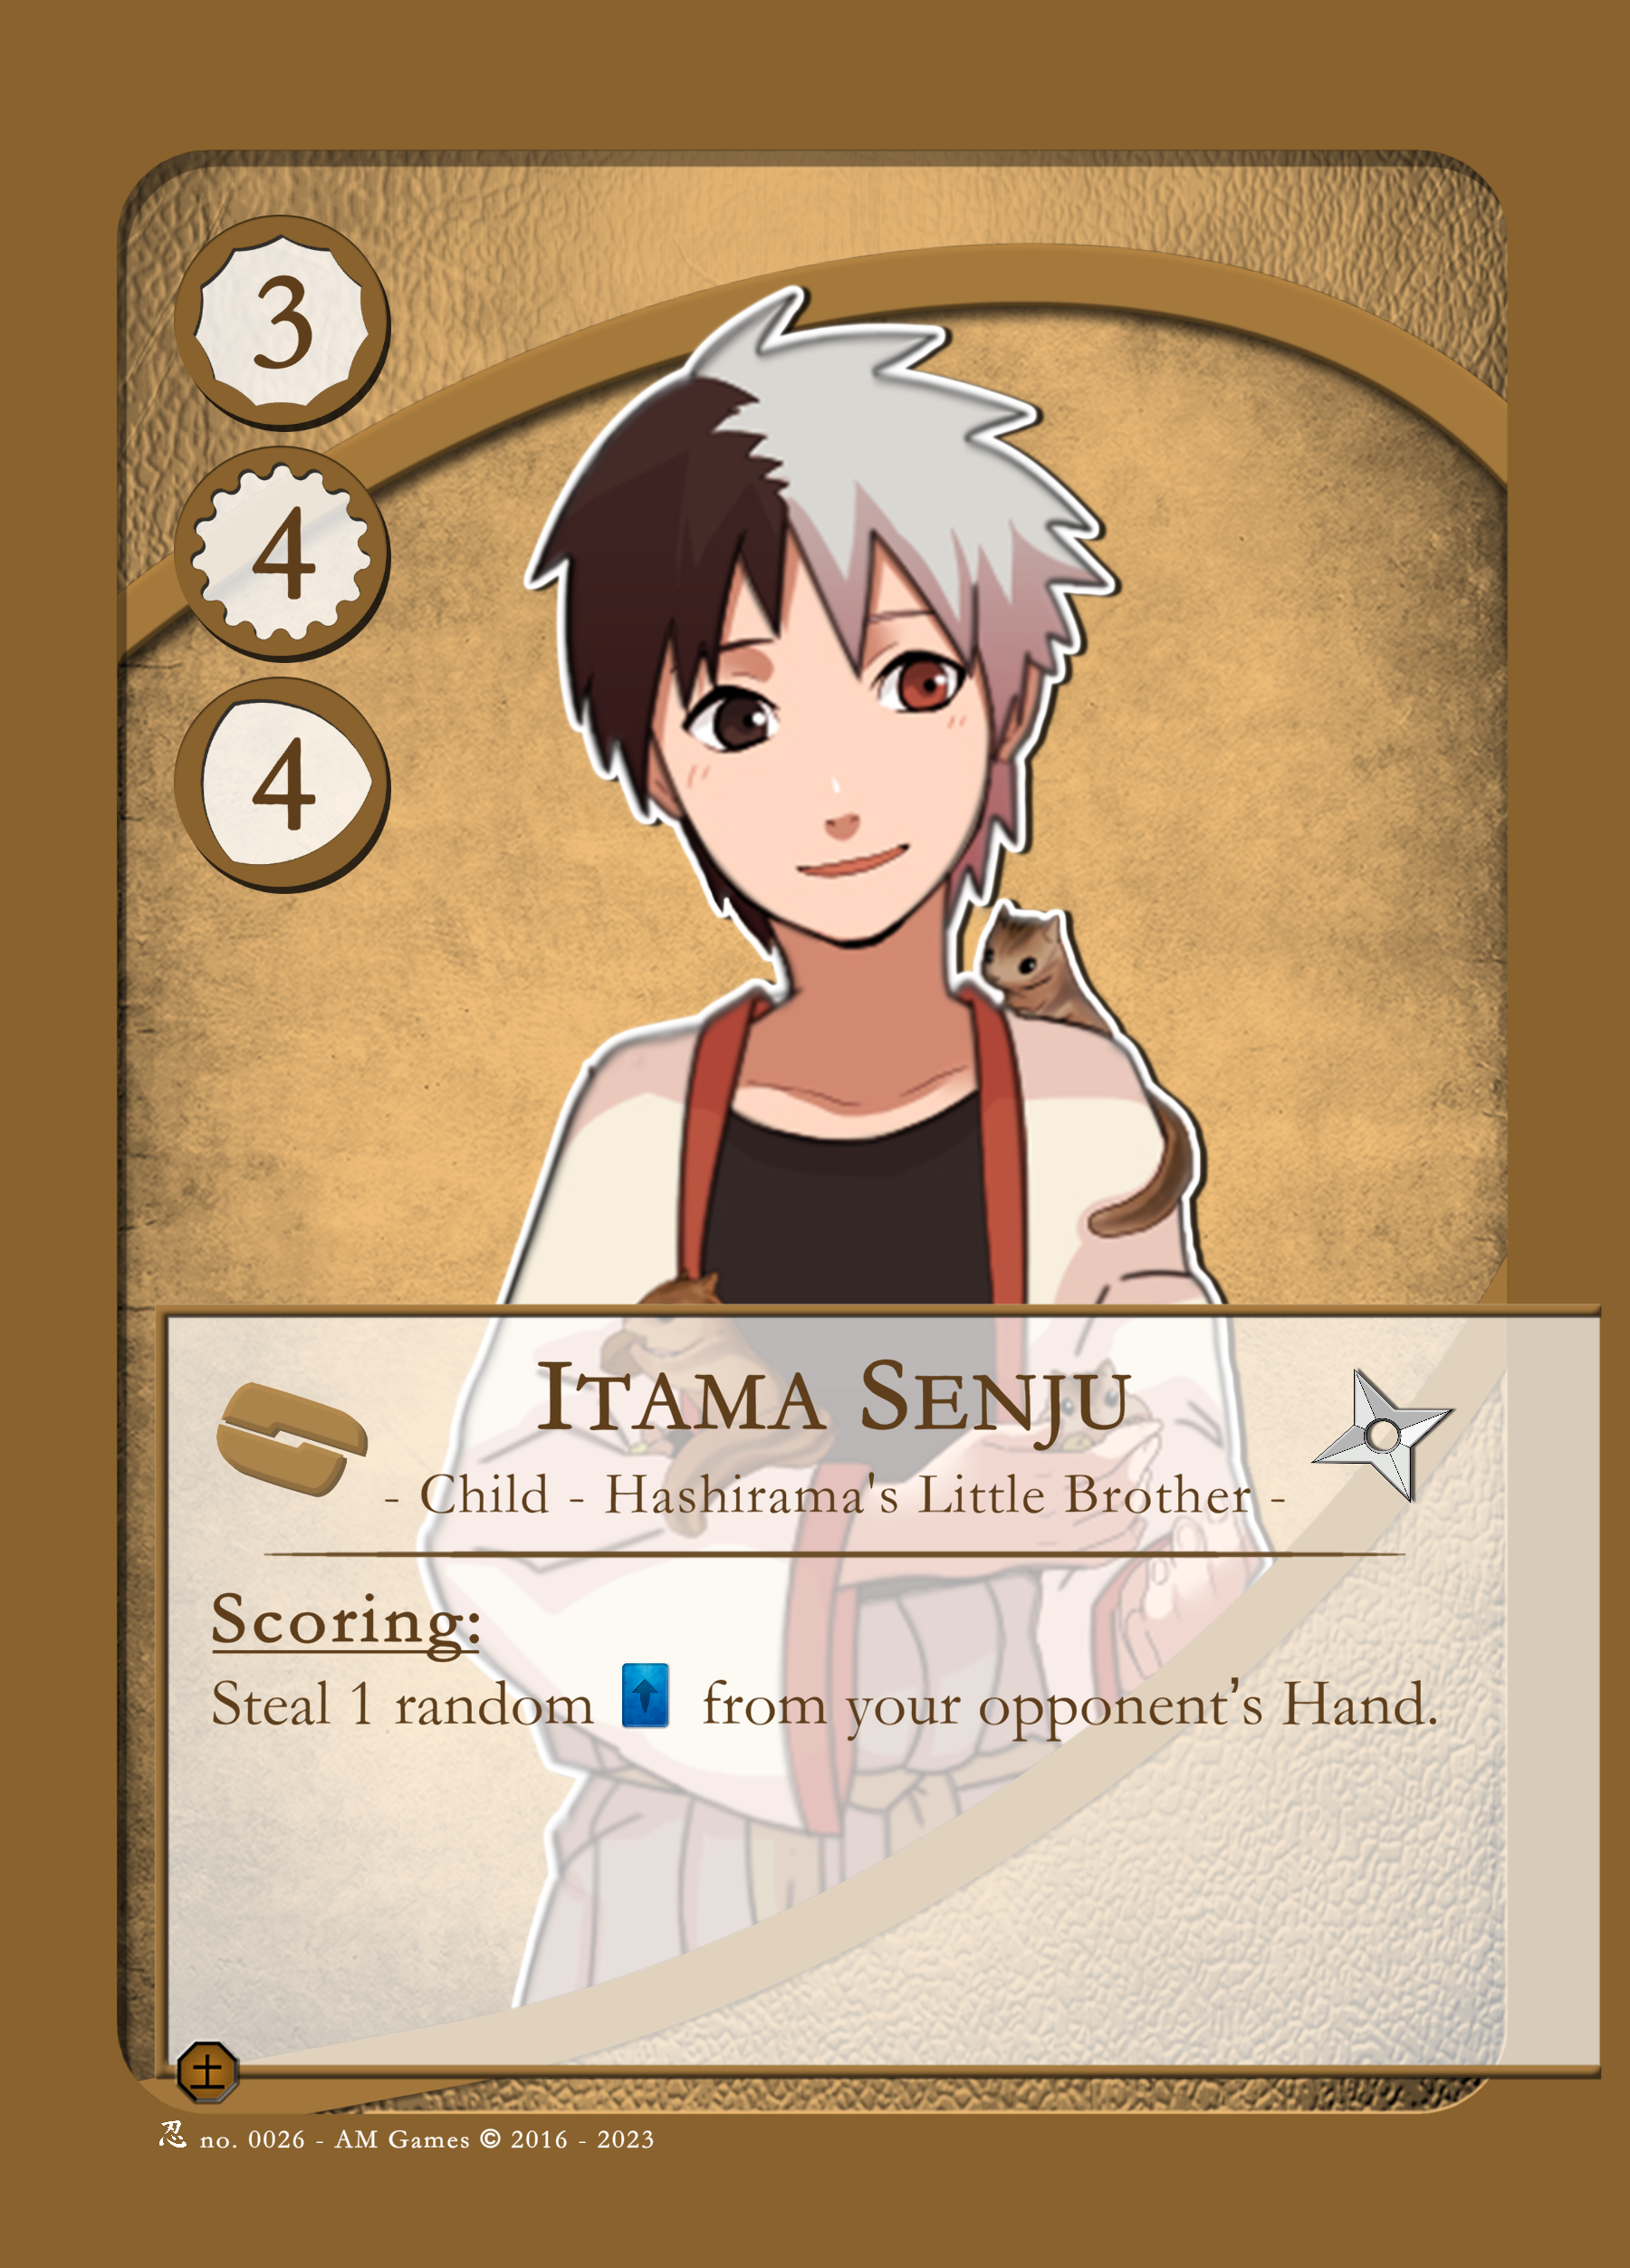 3
4
4
Itama Senju
- Child - Hashirama's Little Brother -
Scoring:
Steal 1 random from your opponent’s Hand.
土
忍 no. 0026 - AM Games © 2016 - 2023